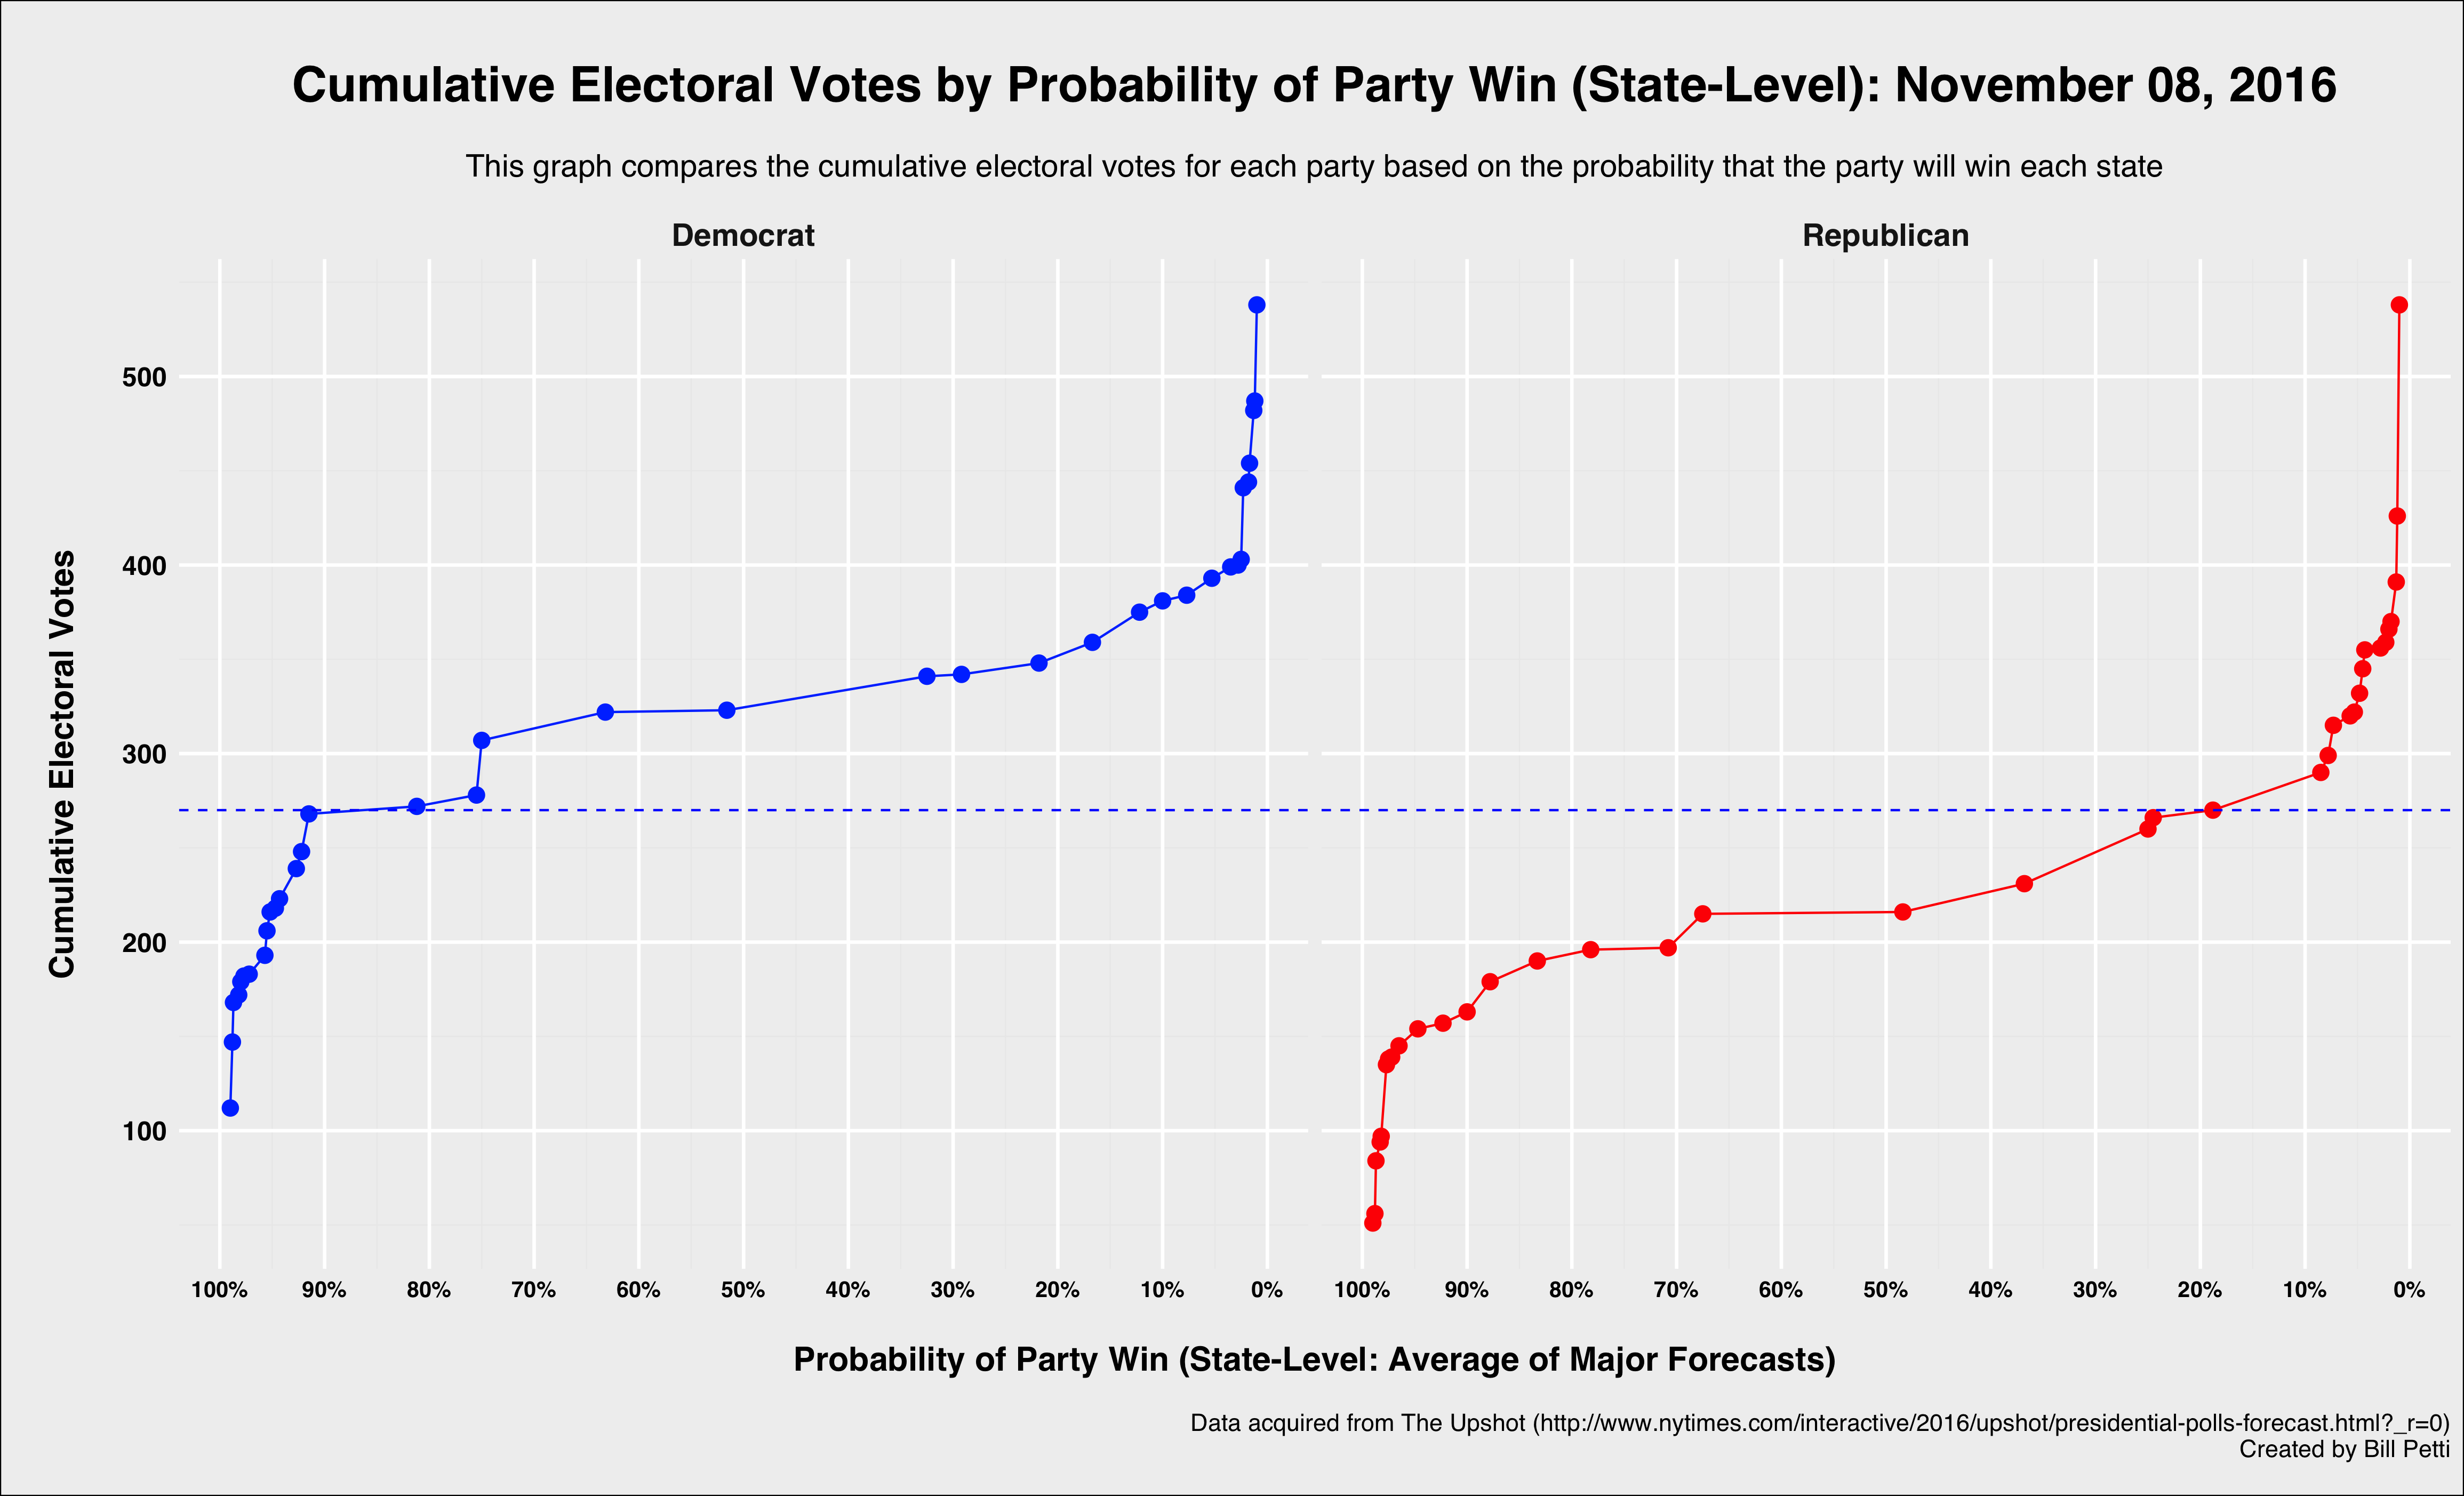 Cumulative Electoral Votes by Probability of Party Win (State-Level): November 08, 2016
This graph compares the cumulative electoral votes for each party based on the probability that the party will win each state
Democrat
Republican
Cumulative Electoral Votes
500
400
300
200
100
100% 90% 80% 70% 60% 50% 40% 30% 20% 10% 0%
100% 90% 80% 70% 60% 50% 40% 30% 20% 10% 0%
Probability of Party Win (State-Level: Average of Major Forecasts)
Data acquired from The Upshot (http://www.nytimes.com/interactive/2016/upshot/presidential-polls-forecast.html?_r=0)
Created by Bill Petti